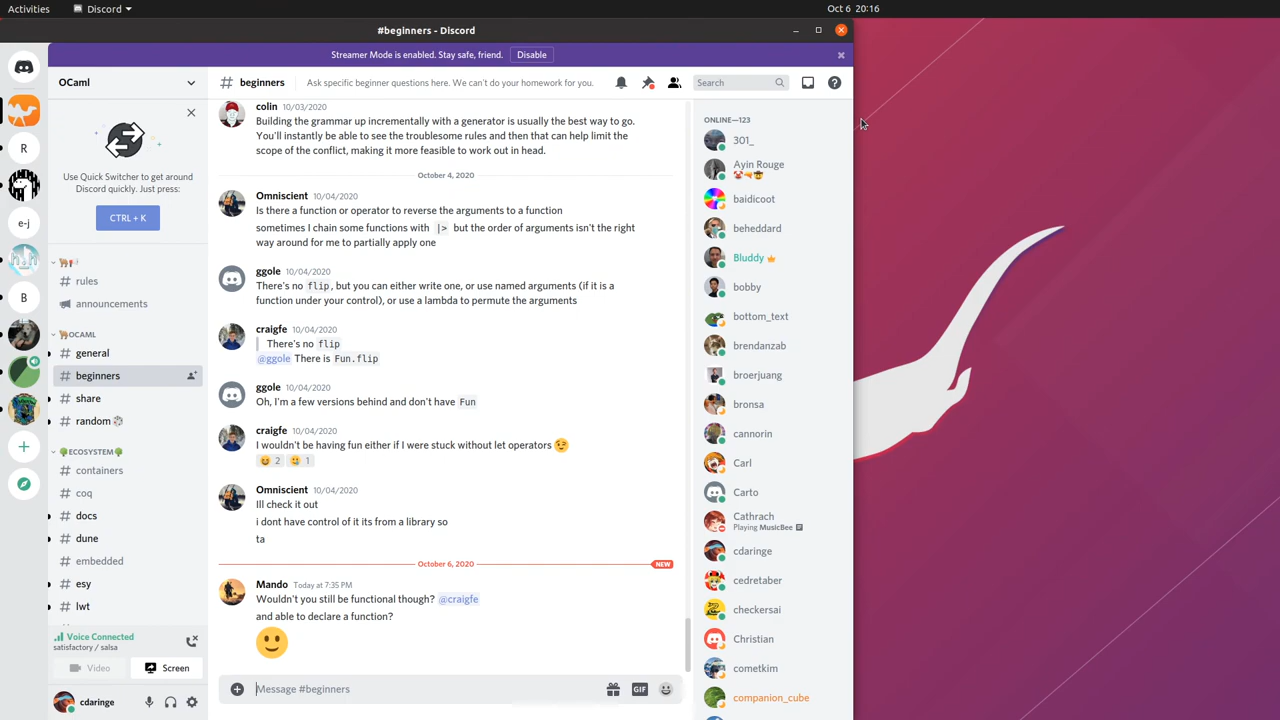 Activities
Discord
Oct 6 20:16
#beginners - Discord
Streamer Mode is enabled. Stay safe, friend.
Disable
OCaml
beginners
Ask specific beginner questions here. We can't do your homework for you.
Search
Use Quick Switcher to get around
Discord quickly. Just press:
CTRL + K
rules
announcements
OCAML
general
beginners
share
random
ECOSYSTEM
containers
coq
docs
dune
embedded
esy
lwt
R
e-j
B
Voice Connected
satisfactory / salsa
Video
Screen
cdaringe
colin 10/03/2020
Building the grammar up incrementally with a generator is usually the best way to go.
You'll instantly be able to see the troublesome rules and then that can help limit the
scope of the conflict, making it more feasible to work out in head.
October 4, 2020
Omniscient 10/04/2020
Is there a function or operator to reverse the arguments to a function
sometimes I chain some functions with |> but the order of arguments isn't the right
way around for me to partially apply one
ggole 10/04/2020
There's no flip, but you can either write one, or use named arguments (if it is a
function under your control), or use a lambda to permute the arguments
craigfe 10/04/2020
There's no flip
@ggole There is Fun.flip
ggole 10/04/2020
Oh, I'm a few versions behind and don't have Fun
craigfe 10/04/2020
I wouldn't be having fun either if I were stuck without let operators 😉
2 1
Omniscient 10/04/2020
Ill check it out
i dont have control of it its from a library so
ta
October 6, 2020
NEW
Mando Today at 7:35 PM
Wouldn't you still be functional though? @craigfe
and able to declare a function?
Message #beginners
GIF
ONLINE—123
301_
Ayin Rouge
baidicoot
beheddard
Bluddy
bobby
bottom_text
brendanzab
broerjuang
bronsa
cannorin
Carl
Carto
Cathrach
Playing MusicBee
cdaringe
cedretaber
checkersai
Christian
cometkim
companion_cube